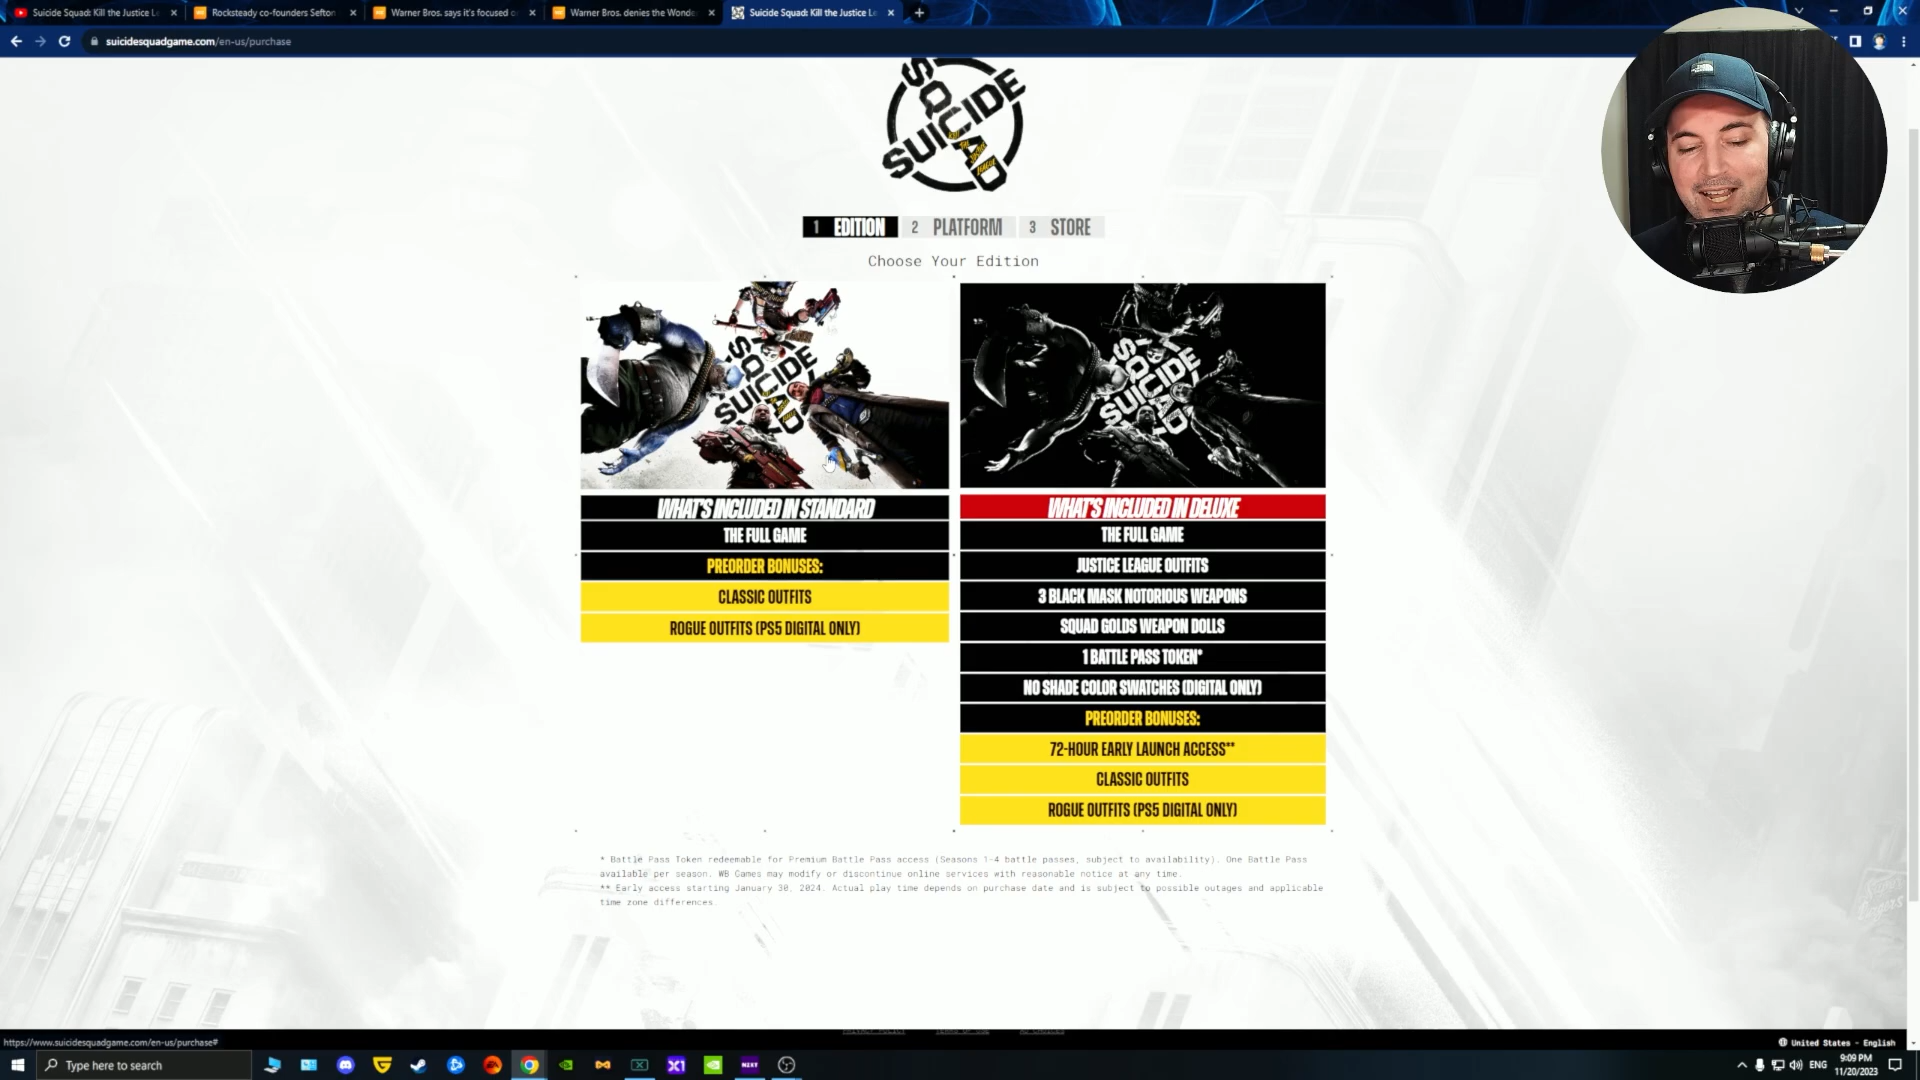 Suicide Squad: Kill the Justice Le
Rocksteady co-founders Sefton
Warner Bros. says it's focused o
Warner Bros. denies the Wonde
Suicide Squad: Kill the Justice Le
suicidesquadgame.com/en-us/purchase
SUICIDE
SQUAD
1 EDITION 2 PLATFORM 3 STORE
Choose Your Edition
SUICIDE
SQUAD
SUICIDE
SQUAD
WHAT'S INCLUDED IN STANDARD
THE FULL GAME
PREORDER BONUSES:
CLASSIC OUTFITS
ROGUE OUTFITS (PS5 DIGITAL ONLY)
WHAT'S INCLUDED IN DELUXE
THE FULL GAME
JUSTICE LEAGUE OUTFITS
3 BLACK MASK NOTORIOUS WEAPONS
SQUAD GOLDS WEAPON DOLLS
1 BATTLE PASS TOKEN*
NO SHADE COLOR SWATCHES (DIGITAL ONLY)
PREORDER BONUSES:
72-HOUR EARLY LAUNCH ACCESS**
CLASSIC OUTFITS
ROGUE OUTFITS (PS5 DIGITAL ONLY)
* Battle Pass Token redeemable for Premium Battle Pass access (Seasons 1-4 battle passes, subject to availability). One Battle Pass
available per season. WB Games may modify or discontinue online services with reasonable notice at any time.
** Early access starting January 30, 2024. Actual play time depends on purchase date and is subject to possible outages and applicable
time zone differences.
https://www.suicidesquadgame.com/en-us/purchase#
United States - English
Type here to search
X1
NEXT
ENG
9:09 PM
11/20/2023